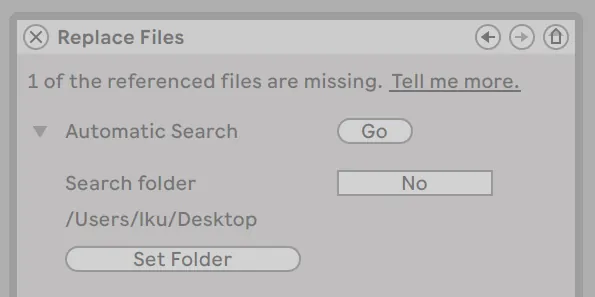 Replace Files
1 of the referenced files are missing. Tell me more.
Automatic Search Go
Search folder No
/Users/Iku/Desktop
Set Folder